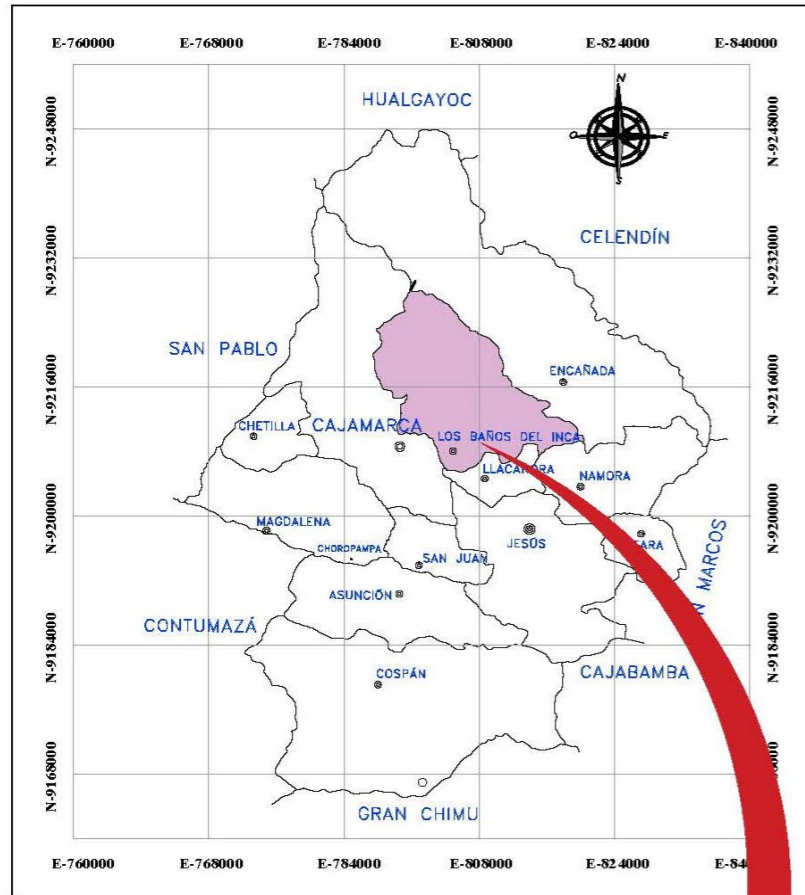 E-760000 E-768000 E-784000 E-808000 E-824000 E-840000
HUALGAYOC
N
O E
S
N-9248000 N-9248000
CELENDÍN
N-9232000 N-9232000
SAN PABLO
ENCAÑADA
N-9216000 N-9216000
CHETILLA CAJAMARCA LOS BAÑOS DEL INCA
LLACANORA NAMORA
N-9200000 N-9200000
MAGDALENA JESÚS
CHOROPAMPA SAN JUAN
MARCOS
ASUNCIÓN
CONTUMAZÁ
N-9184000 N-9184000
COSPÁN CAJABAMBA
N-9168000
GRAN CHIMU
E-760000 E-768000 E-784000 E-808000 E-824000